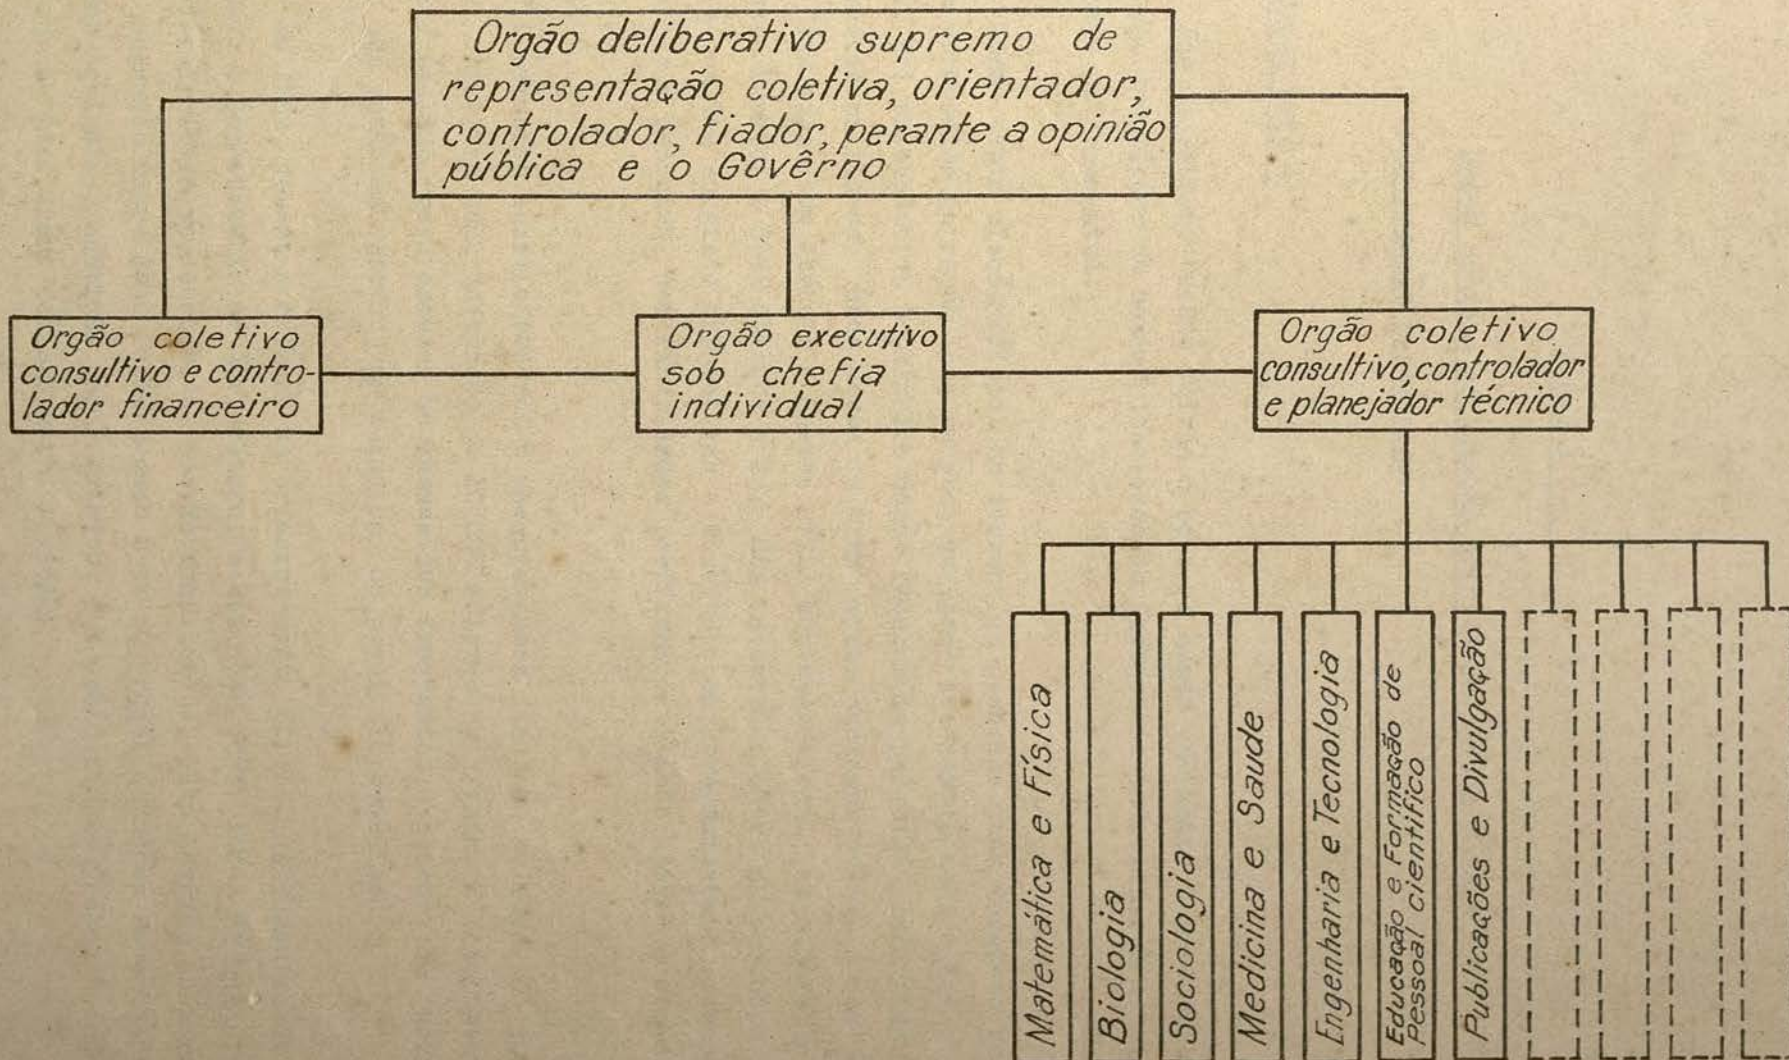 Orgão deliberativo supremo de
representação coletiva, orientador,
controlador, fiador, perante a opinião
pública e o Govêrno
Orgão coletivo
consultivo e contro-
lador financeiro
Orgão executivo
sob chefia
individual
Orgão coletivo
consultivo, controlador
e planejador técnico
Matemática e Física
Biologia
Sociologia
Medicina e Saude
Engenharia e Tecnologia
Educação e Formação de
Pessoal cientifico
Publicações e Divulgação